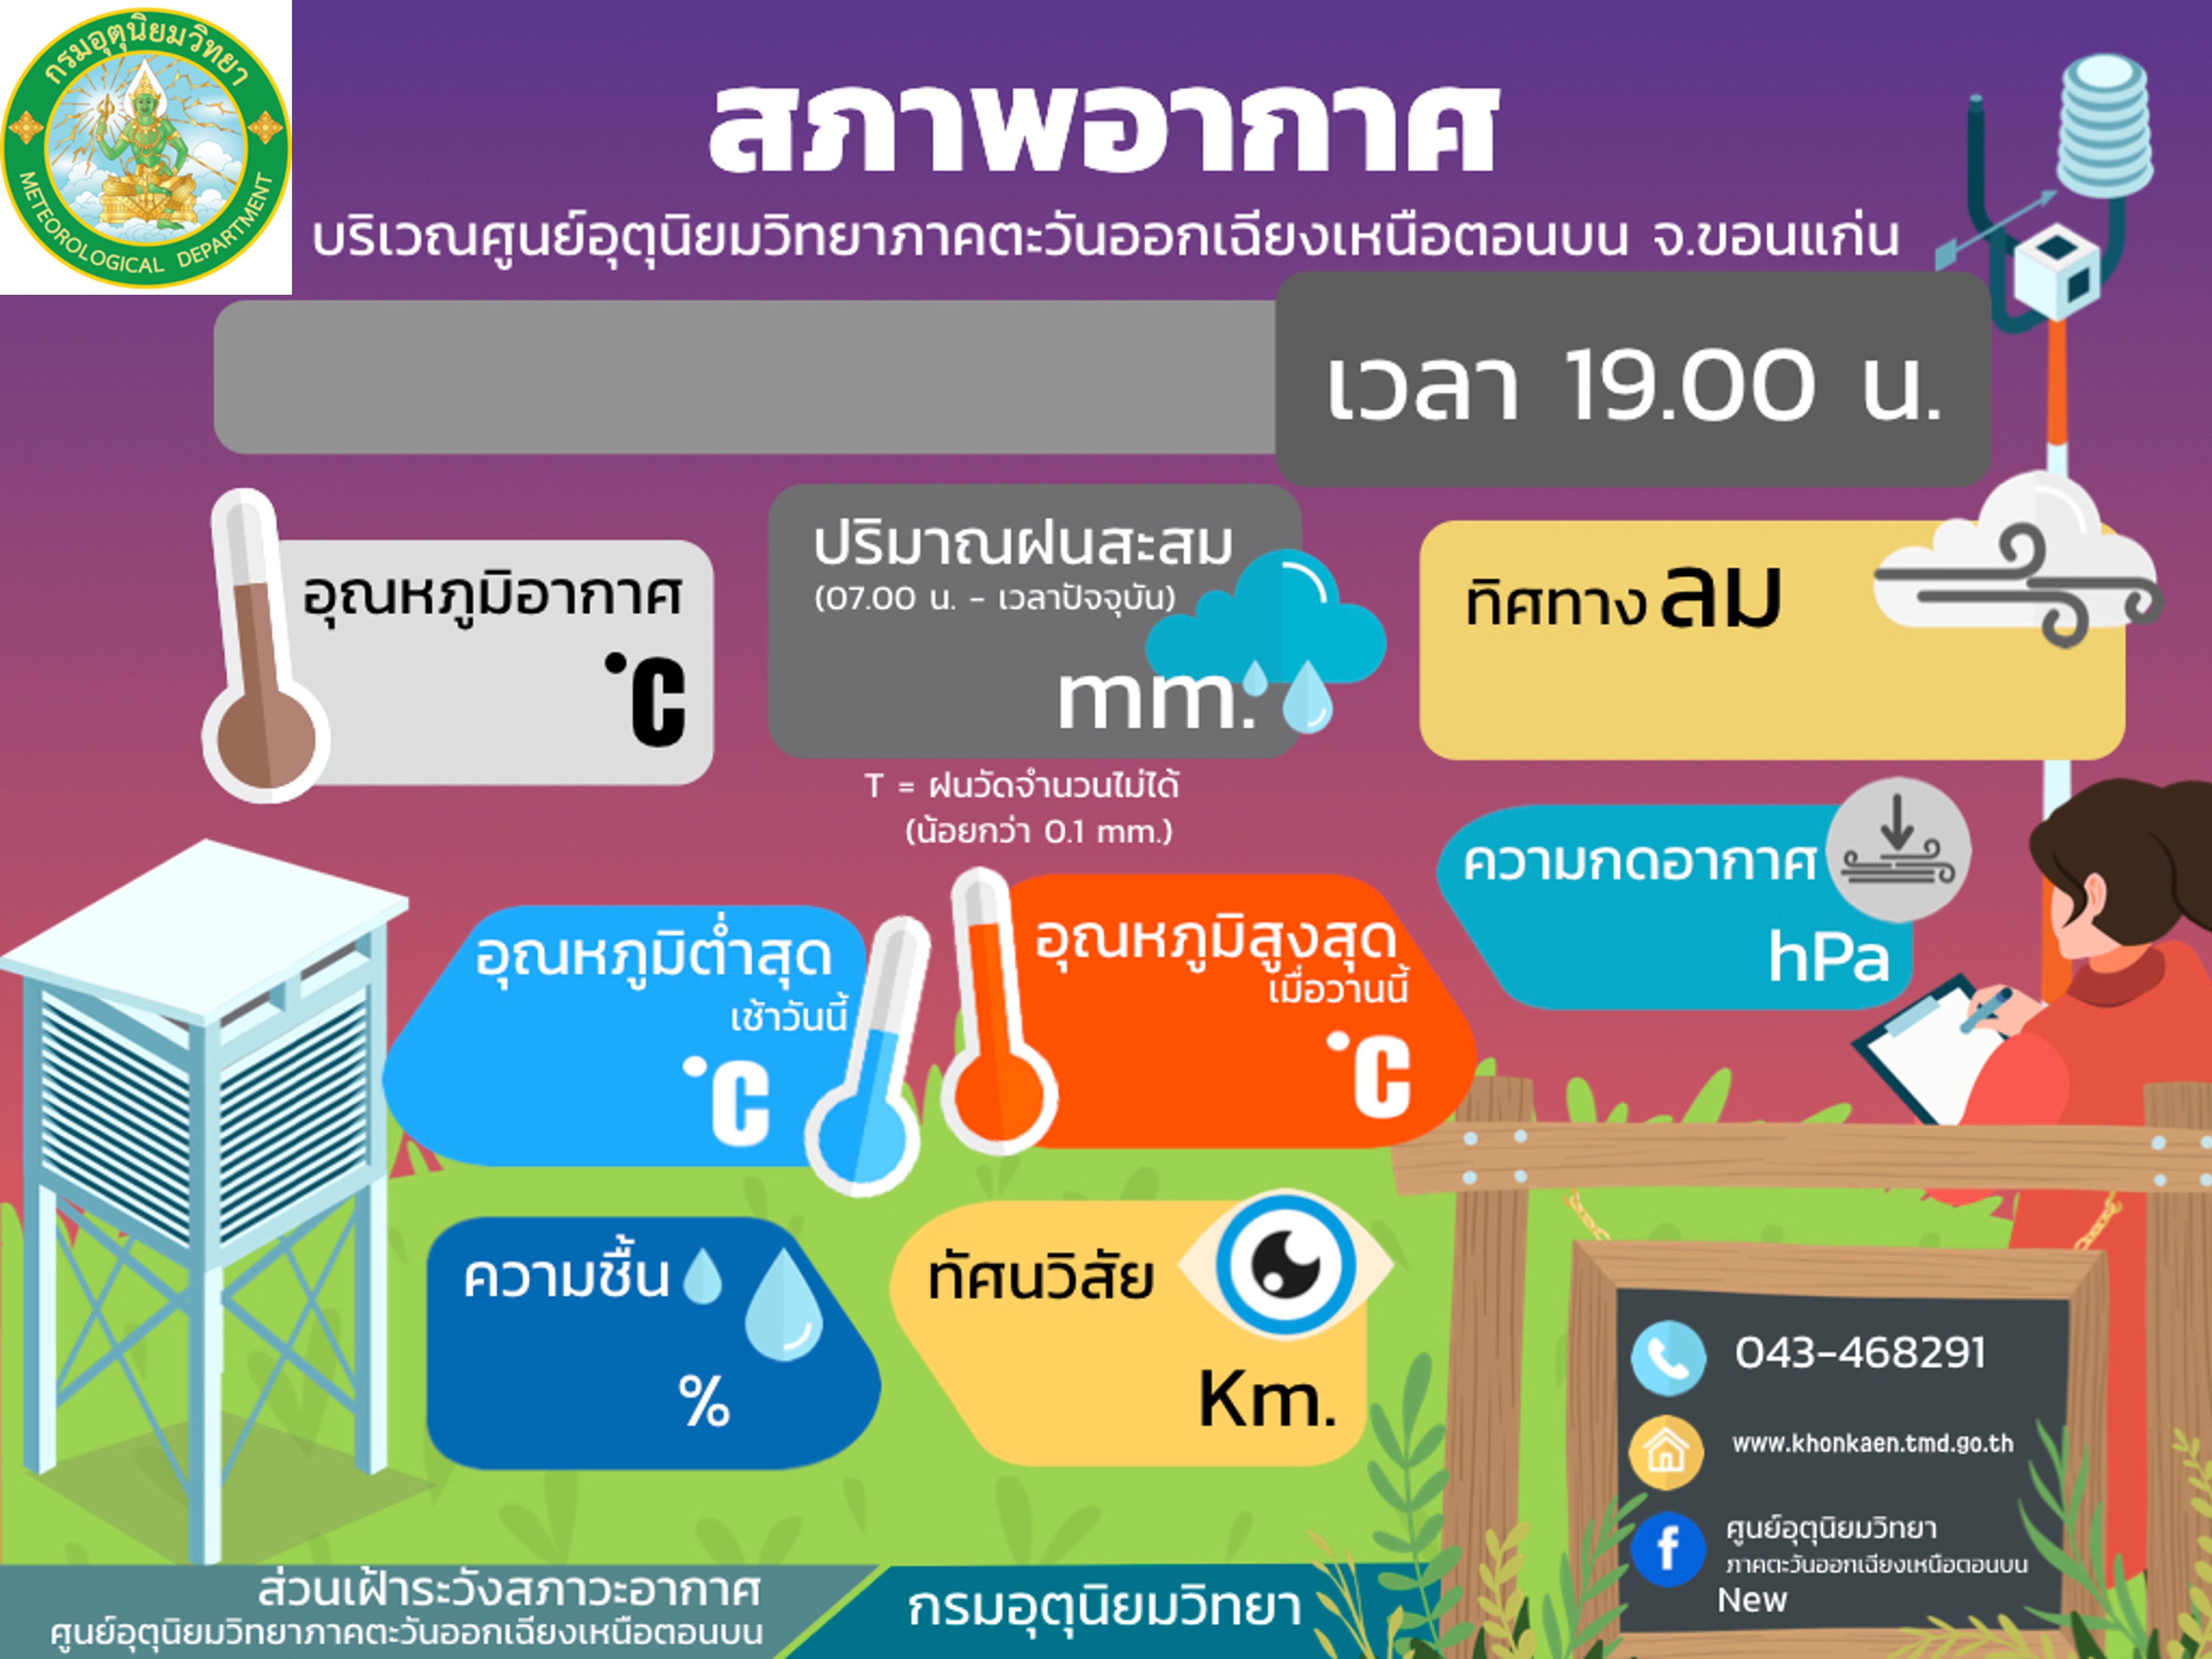 กรมอุตุนิยมวิทยา
METEOROLOGICAL DEPARTMENT
สภาพอากาศ
บริเวณศูนย์อุตุนิยมวิทยาภาคตะวันออกเฉียงเหนือตอนบน จ.ขอนแก่น
เวลา 19.00 น.
อุณหภูมิอากาศ
°C
ปริมาณฝนสะสม
(07.00 น. - เวลาปัจจุบัน)
mm.
T = ฝนวัดจำนวนไม่ได้
(น้อยกว่า 0.1 mm.)
ทิศทาง ลม
ความกดอากาศ
hPa
อุณหภูมิต่ำสุด
เช้าวันนี้
°C
อุณหภูมิสูงสุด
เมื่อวานนี้
°C
ความชื้น
%
ทัศนวิสัย
Km.
043-468291
www.khonkaen.tmd.go.th
ศูนย์อุตุนิยมวิทยา
ภาคตะวันออกเฉียงเหนือตอนบน
New
ส่วนเฝ้าระวังสภาวะอากาศ
ศูนย์อุตุนิยมวิทยาภาคตะวันออกเฉียงเหนือตอนบน
กรมอุตุนิยมวิทยา